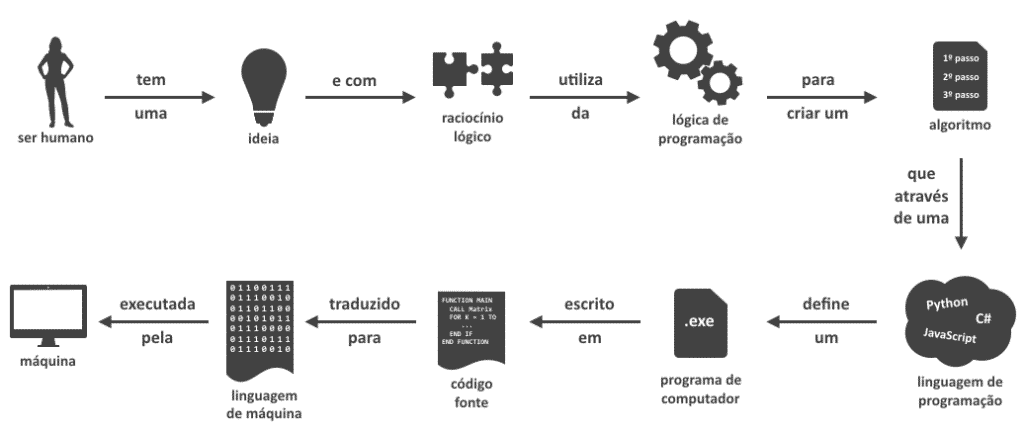 tem
uma
ser humano
ideia
e com
raciocínio
lógico
utiliza
da
lógica de
programação
para
criar um
1º passo
2º passo
3º passo
algoritmo
que
através
de uma
Python
C#
JavaScript
linguagem de
programação
define
um
.exe
programa de
computador
escrito
em
FUNCTION MAIN
CALL Matrix
FOR K = 1 TO
...
END IF
END FUNCTION
código
fonte
traduzido
para
01100111
01110010
01101100
00101011
01110000
01110111
01110010
linguagem
de máquina
executada
pela
máquina